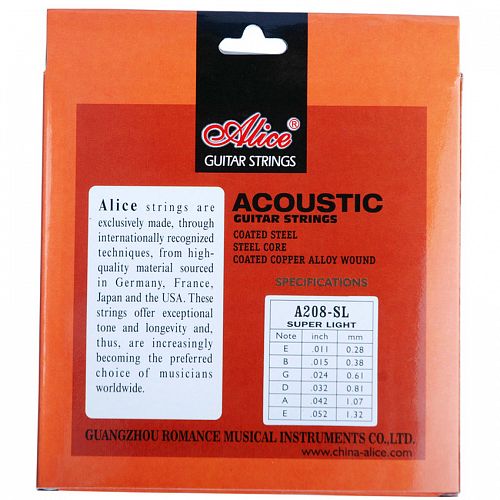 Alice®
GUITAR STRINGS
Alice strings are
exclusively made, through
internationally recognized
techniques, from high-
quality material sourced
in Germany, France,
Japan and the USA. These
strings offer exceptional
tone and longevity and,
thus, are increasingly
becoming the preferred
choice of musicians
worldwide.
ACOUSTIC
GUITAR STRINGS
COATED STEEL
STEEL CORE
COATED COPPER ALLOY WOUND
SPECIFICATIONS
A208-SL
SUPER LIGHT
Note inch mm
E .011 0.28
B .015 0.38
G .024 0.61
D .032 0.81
A .042 1.07
E .052 1.32
GUANGZHOU ROMANCE MUSICAL INSTRUMENTS CO.,LTD.
www.china-alice.com